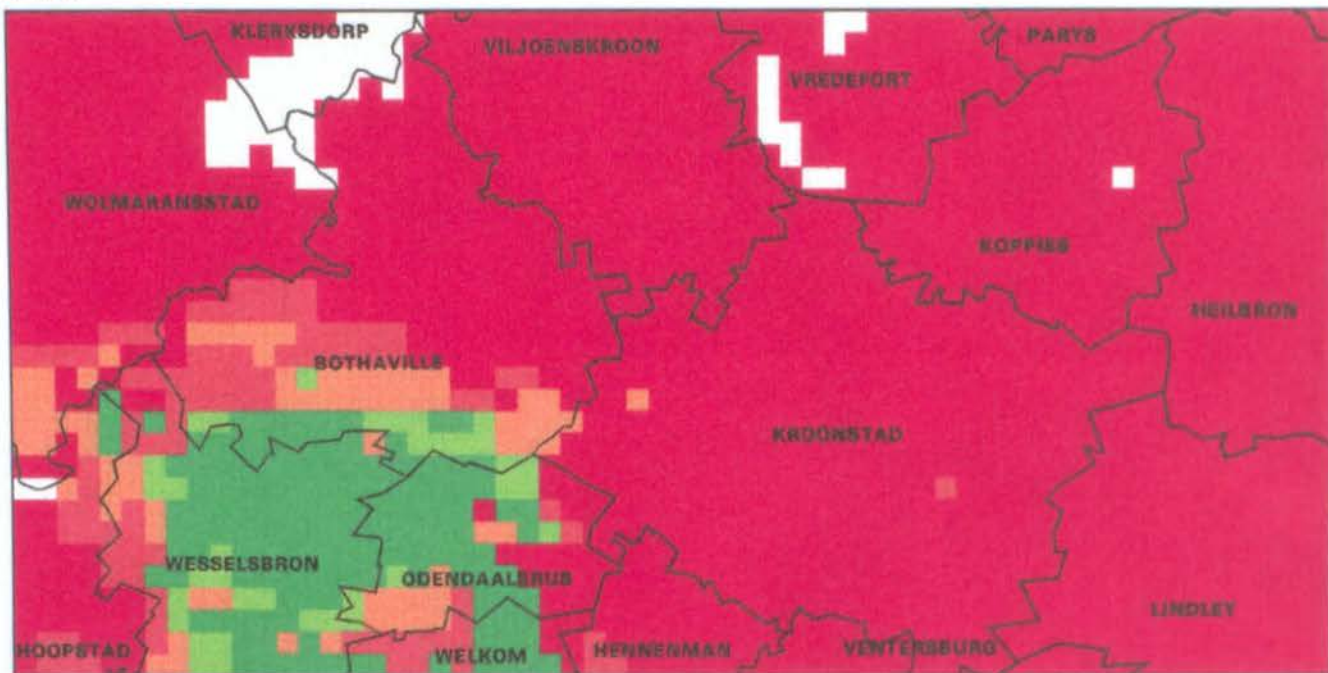 KLERKSDORP
VILJOENSKROON
PARYS
VREDEFORT
WOLMARANSSTAD
KOPPIES
HEILBRON
BOTHAVILLE
KROONSTAD
WESSELSBRON
ODENDAALSRUS
LINDLEY
HOOPSTAD
WELKOM
HENNENMAN
VENTERSBURG